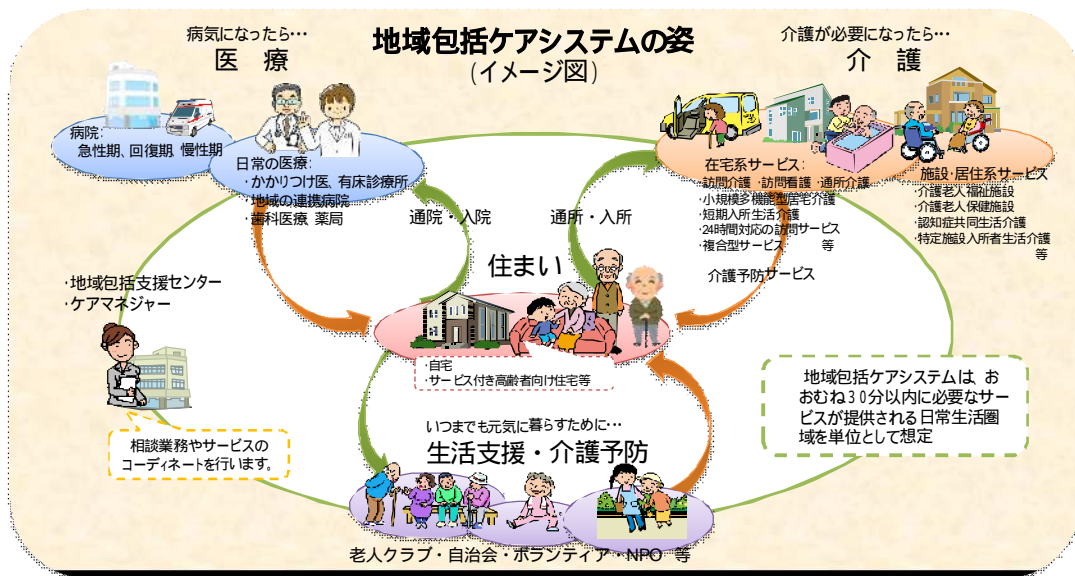 地域包括ケアシステムの姿
(イメージ図)
病気になったら…
医 療
病院:
急性期、回復期、慢性期
日常の医療:
・かかりつけ医、有床診療所
・地域の連携病院
・歯科医療、薬局
通院・入院
介護が必要になったら…
介 護
在宅系サービス:
・訪問介護 ・訪問看護 ・通所介護
・小規模多機能型居宅介護
・短期入所生活介護
・24時間対応の訪問サービス
・複合型サービス 等
介護予防サービス
施設・居住系サービス
・介護老人福祉施設
・介護老人保健施設
・認知症共同生活介護
・特定施設入所者生活介護
等
通所・入所
住まい
・自宅
・サービス付き高齢者向け住宅等
・地域包括支援センター
・ケアマネジャー
相談業務やサービスの
コーディネートを行います。
いつまでも元気に暮らすために…
生活支援・介護予防
老人クラブ・自治会・ボランティア・NPO 等
地域包括ケアシステムは、お
おむね30分以内に必要なサー
ビスが提供される日常生活圏
域を単位として想定